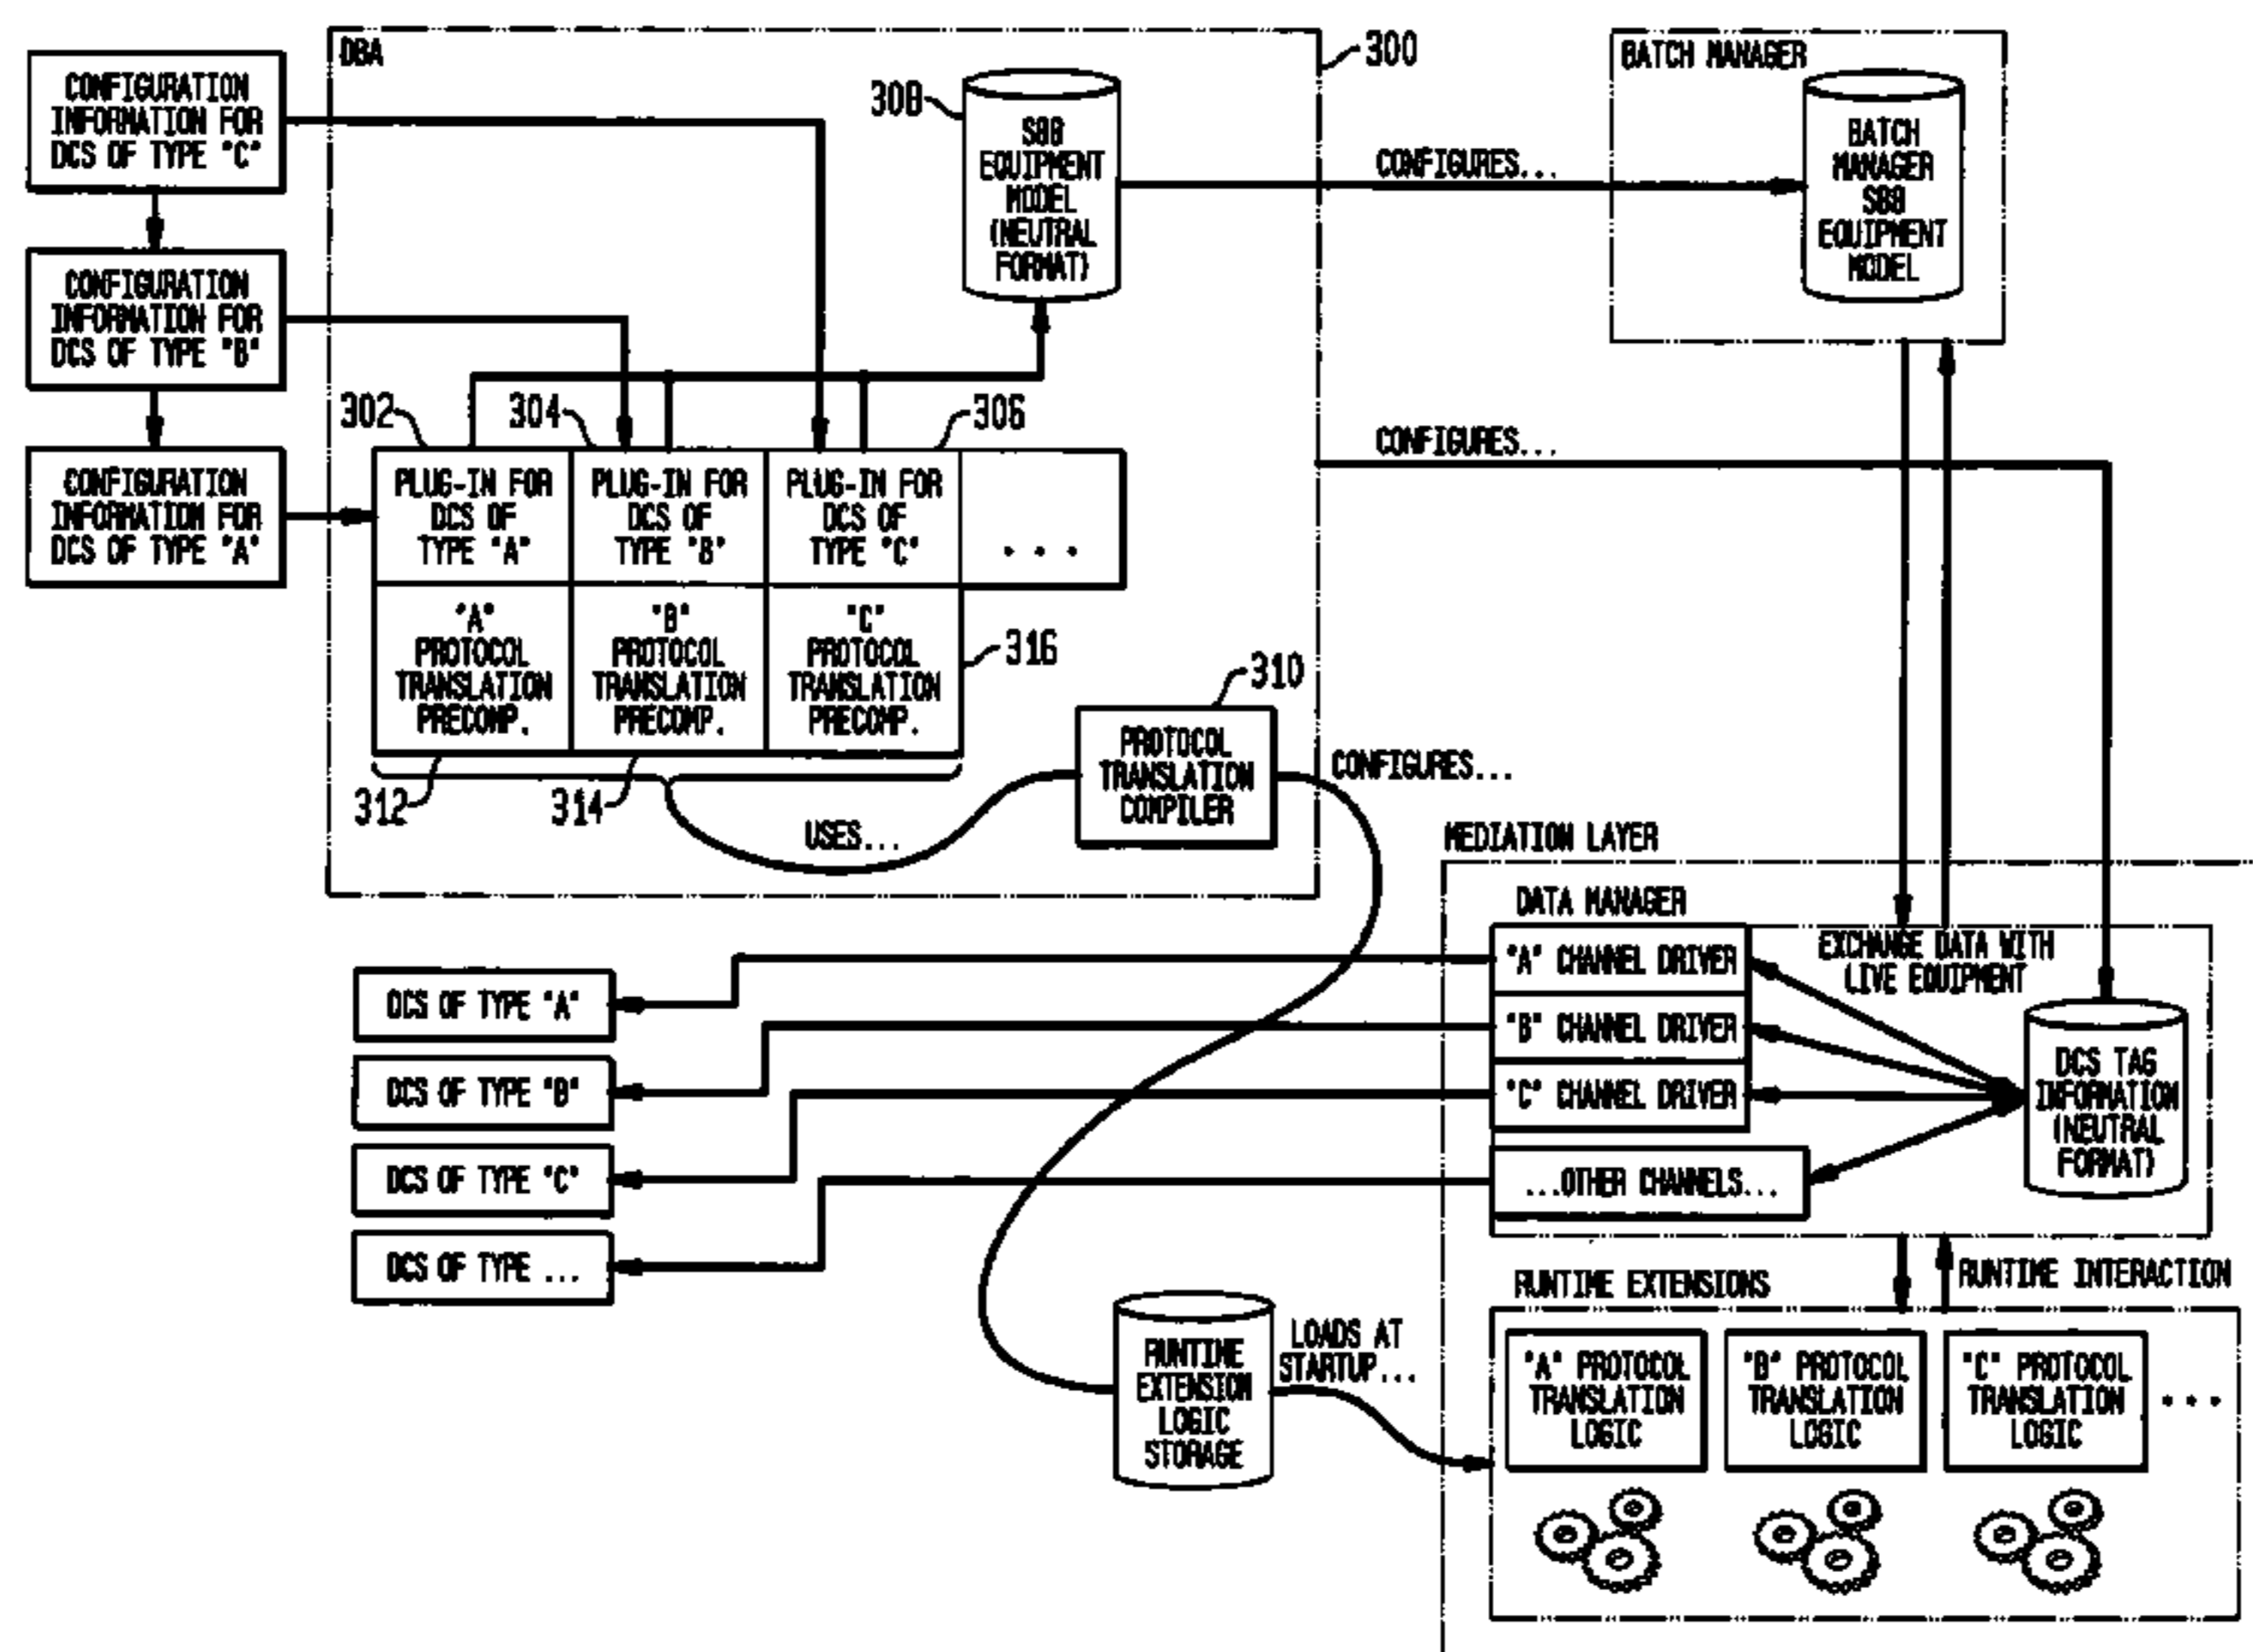 DBA
300
BATCH MANAGER
CONFIGURATION
INFORMATION FOR
DCS OF TYPE "C"
308
S88
EQUIPMENT
MODEL
(NEUTRAL
FORMAT)
CONFIGURES...
BATCH
MANAGER
S88
EQUIPMENT
MODEL
CONFIGURATION
INFORMATION FOR
DCS OF TYPE "B"
302
304
306
CONFIGURES...
CONFIGURATION
INFORMATION FOR
DCS OF TYPE "A"
PLUG-IN FOR
DCS OF
TYPE "A"
PLUG-IN FOR
DCS OF
TYPE "B"
PLUG-IN FOR
DCS OF
TYPE "C"
...
"A"
PROTOCOL
TRANSLATION
PRECOMP.
"B"
PROTOCOL
TRANSLATION
PRECOMP.
"C"
PROTOCOL
TRANSLATION
PRECOMP.
316
310
PROTOCOL
TRANSLATION
COMPILER
CONFIGURES...
312
314
USES...
MEDIATION LAYER
DATA MANAGER
"A" CHANNEL DRIVER
"B" CHANNEL DRIVER
"C" CHANNEL DRIVER
...OTHER CHANNELS...
EXCHANGE DATA WITH
LIVE EQUIPMENT
DCS TAG
INFORMATION
(NEUTRAL
FORMAT)
DCS OF TYPE "A"
DCS OF TYPE "B"
DCS OF TYPE "C"
DCS OF TYPE ...
RUNTIME EXTENSIONS
RUNTIME INTERACTION
RUNTIME
EXTENSION
LOGIC
STORAGE
LOADS AT
STARTUP...
"A" PROTOCOL
TRANSLATION
LOGIC
"B" PROTOCOL
TRANSLATION
LOGIC
"C" PROTOCOL
TRANSLATION
LOGIC
...